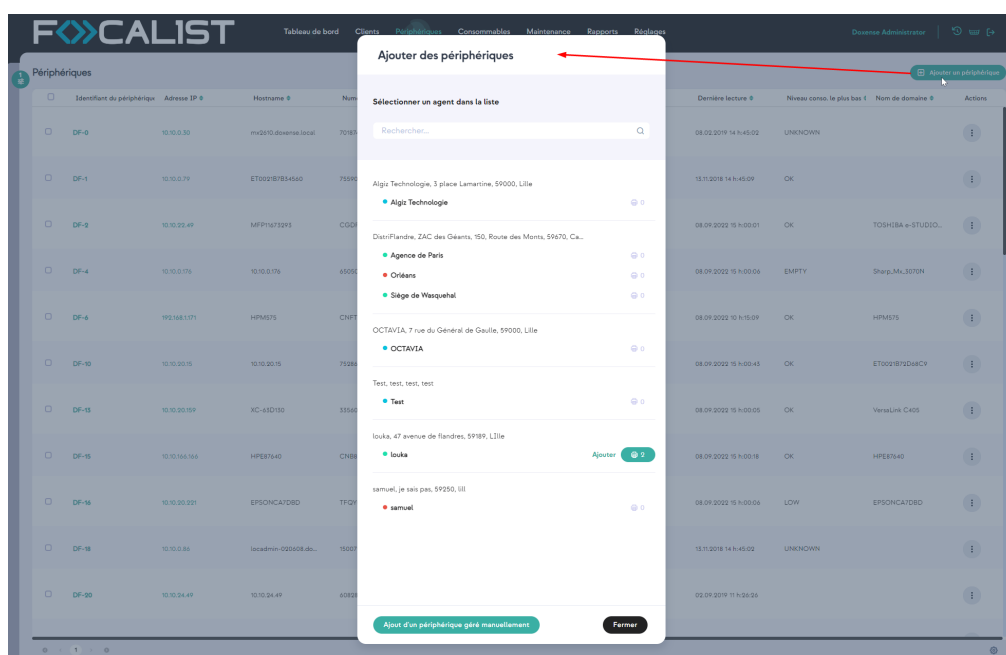 FOCALIST
Tableau de bord Clients Périphériques Consommables Maintenance Rapports Réglages
Doxense Administrator
Ajouter des périphériques
1
Périphériques
Ajouter un périphérique
Identifiant du périphérique Adresse IP Hostname
Dernière lecture Niveau conso. le plus bas Nom de domaine Actions
Sélectionner un agent dans la liste
Rechercher...
DF-0 10.10.0.50 mx2610.doxense.local 08.02.2019 14 h:45:02 UNKNOWN
DF-1 10.10.0.79 ET0021B7B34560 13.11.2018 14 h:45:09 OK
Algiz Technologie, 3 place Lamartine, 59000, Lille
Algiz Technologie 0
DF-2 10.10.22.69 MFP11673293 08.09.2022 15 h:00:01 OK TOSHIBA e-STUDIO...
DistriFlandre, ZAC des Géants, 150, Route des Monts, 59670, Ca...
Agence de Paris 0
DF-4 10.10.0.176 10.10.0.176 08.09.2022 15 h:00:06 EMPTY Sharp_Mx_3070N
Orléans 0
Siège de Wasquehal 0
DF-6 192.168.1.171 HPM575 08.09.2022 10 h:15:09 OK HPM575
OCTAVIA, 7 rue du Général de Gaulle, 59000, Lille
OCTAVIA 0
DF-10 10.10.20.15 10.10.20.15 08.09.2022 15 h:00:43 OK ET0021B72D68C9
Test, test, test, test
Test 0
DF-13 10.10.20.159 XC-63D130 08.09.2022 15 h:00:05 OK VersaLink C405
louka, 47 avenue de flandres, 59189, LIlle
louka Ajouter 2
DF-15 10.10.166.166 HPE87640 08.09.2022 15 h:00:18 OK HPE87640
samuel, je sais pas, 59250, lill
samuel 0
DF-16 10.10.20.231 EPSONCA7DBD 08.09.2022 15 h:00:06 LOW EPSONCA7DBD
DF-18 10.10.0.86 locadmin-020608.do... 13.11.2018 14 h:45:02 UNKNOWN
DF-20 10.10.24.49 10.10.24.49 02.09.2019 11 h:26:26
Ajout d'un périphérique géré manuellement Fermer
1